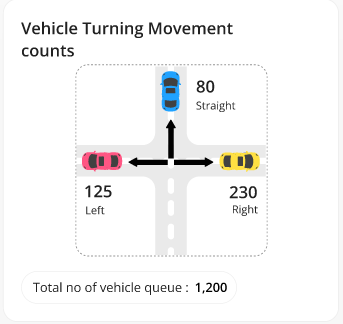 Vehicle Turning Movement
counts
80
Straight
125
Left
230
Right
Total no of vehicle queue : 1,200